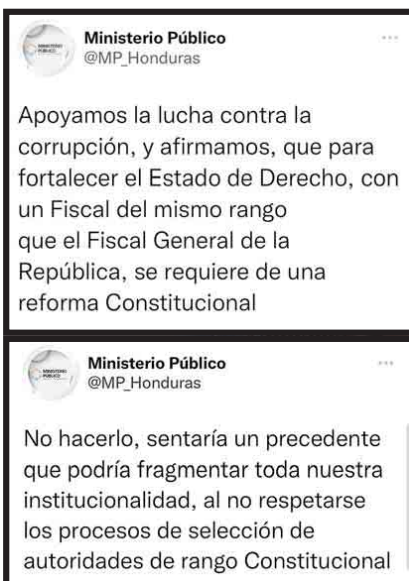 Ministerio Público
@MP_Honduras
Apoyamos la lucha contra la
corrupción, y afirmamos, que para
fortalecer el Estado de Derecho, con
un Fiscal del mismo rango
que el Fiscal General de la
República, se requiere de una
reforma Constitucional
Ministerio Público
@MP_Honduras
No hacerlo, sentaría un precedente
que podría fragmentar toda nuestra
institucionalidad, al no respetarse
los procesos de selección de
autoridades de rango Constitucional